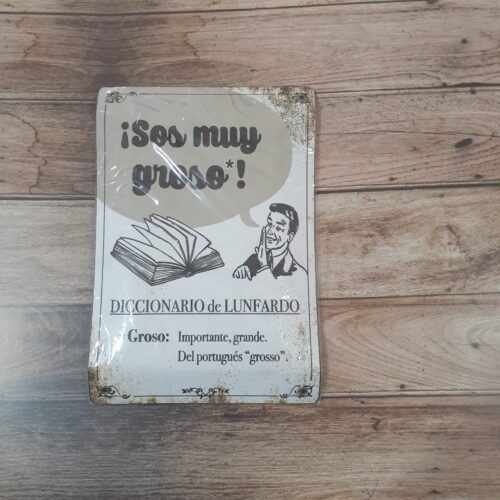 ¡Sos muy
groso*!
DICCIONARIO de LUNFARDO
Groso: Importante, grande.
Del portugués “grosso”.